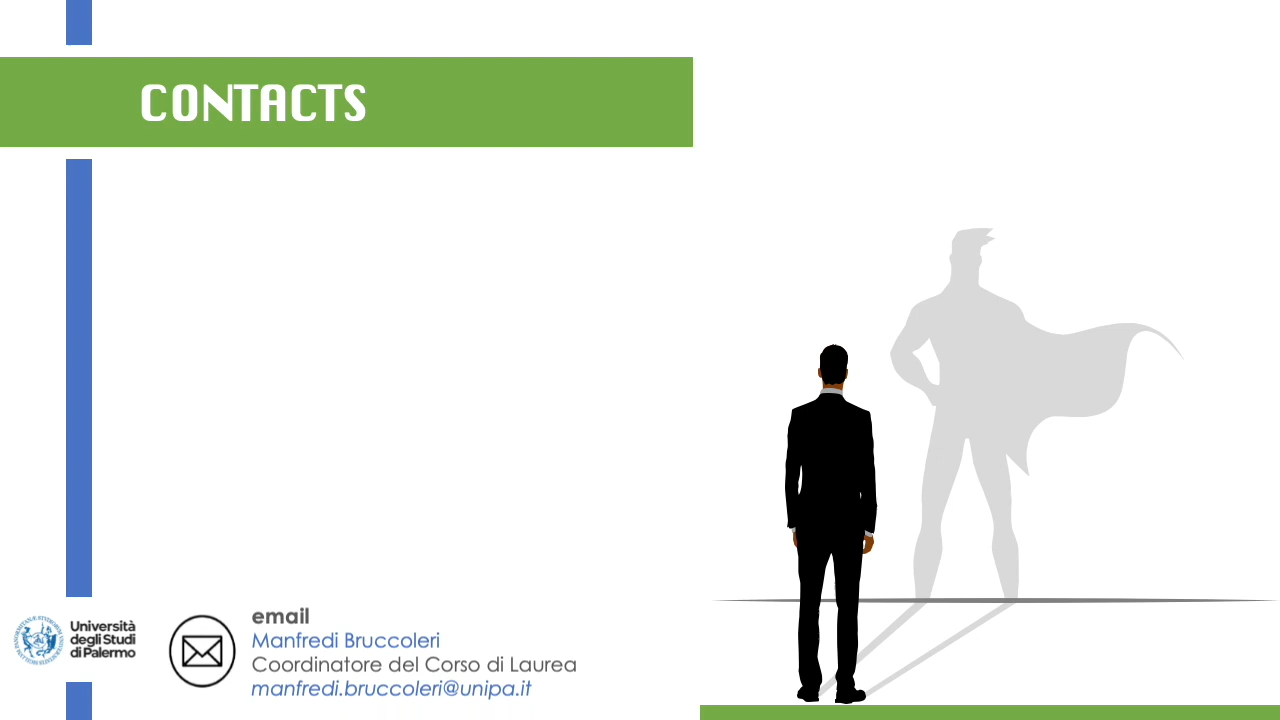 CONTACTS
Università
degli Studi
di Palermo
email
Manfredi Bruccoleri
Coordinatore del Corso di Laurea
manfredi.bruccoleri@unipa.it